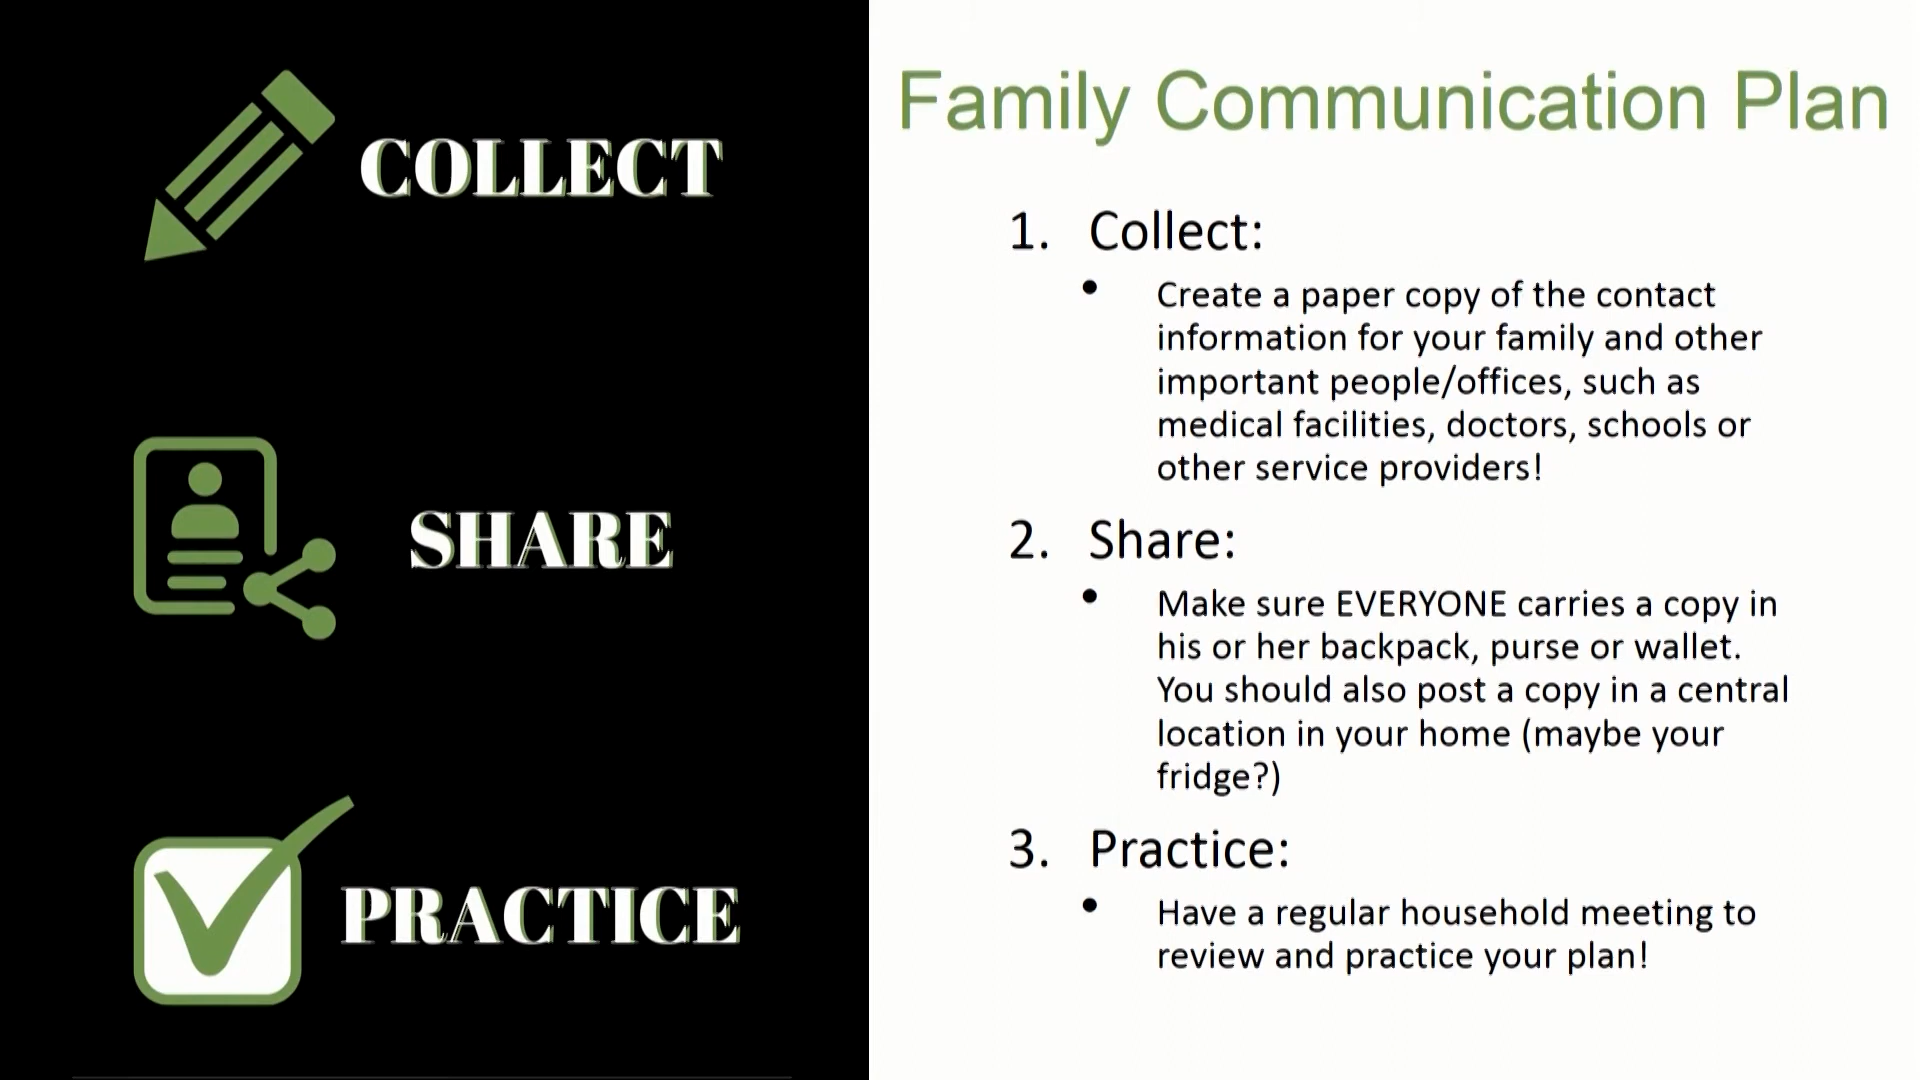 COLLECT
SHARE
PRACTICE
Family Communication Plan
1. Collect:
• Create a paper copy of the contact
information for your family and other
important people/offices, such as
medical facilities, doctors, schools or
other service providers!
2. Share:
• Make sure EVERYONE carries a copy in
his or her backpack, purse or wallet.
You should also post a copy in a central
location in your home (maybe your
fridge?)
3. Practice:
• Have a regular household meeting to
review and practice your plan!